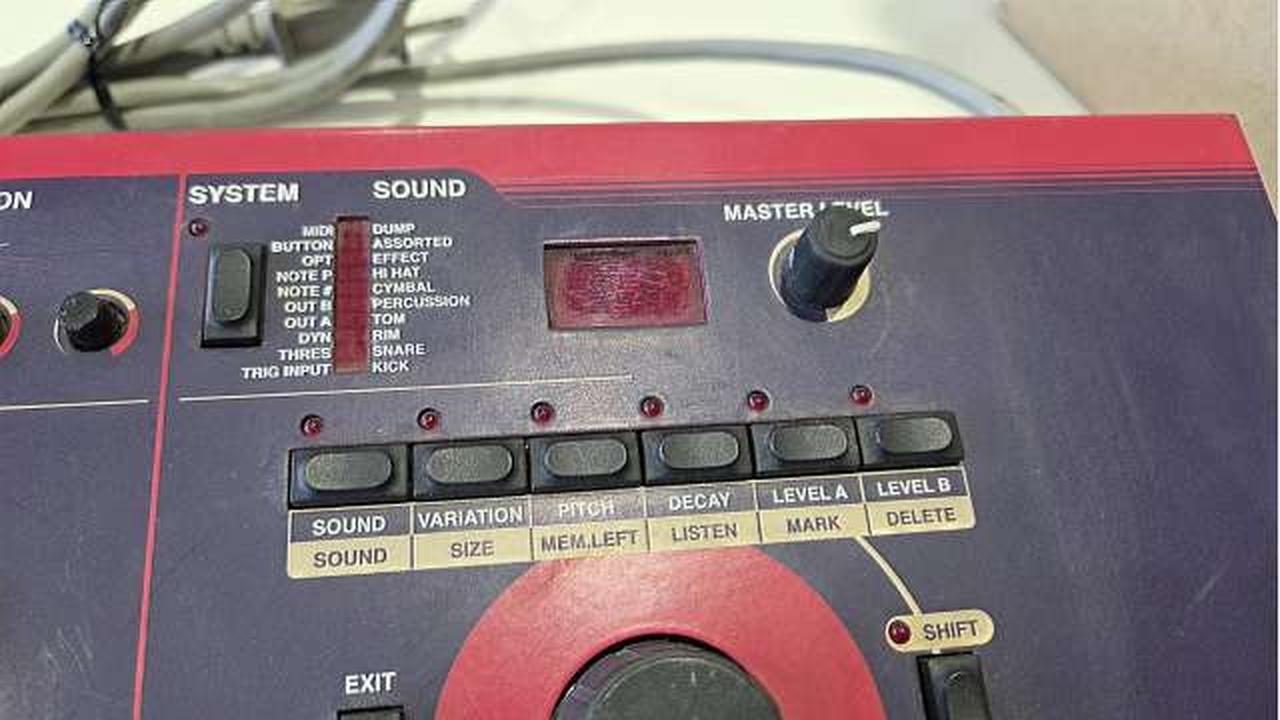 ON
SYSTEM
SOUND
MIDI DUMP
BUTTON ASSORTED
OPT EFFECT
NOTE P HI HAT
NOTE # CYMBAL
OUT B PERCUSSION
OUT A TOM
DYN RIM
THRES SNARE
TRIG INPUT KICK
MASTER LEVEL
SOUND VARIATION PITCH DECAY LEVEL A LEVEL B
SOUND SIZE MEM.LEFT LISTEN MARK DELETE
SHIFT
EXIT